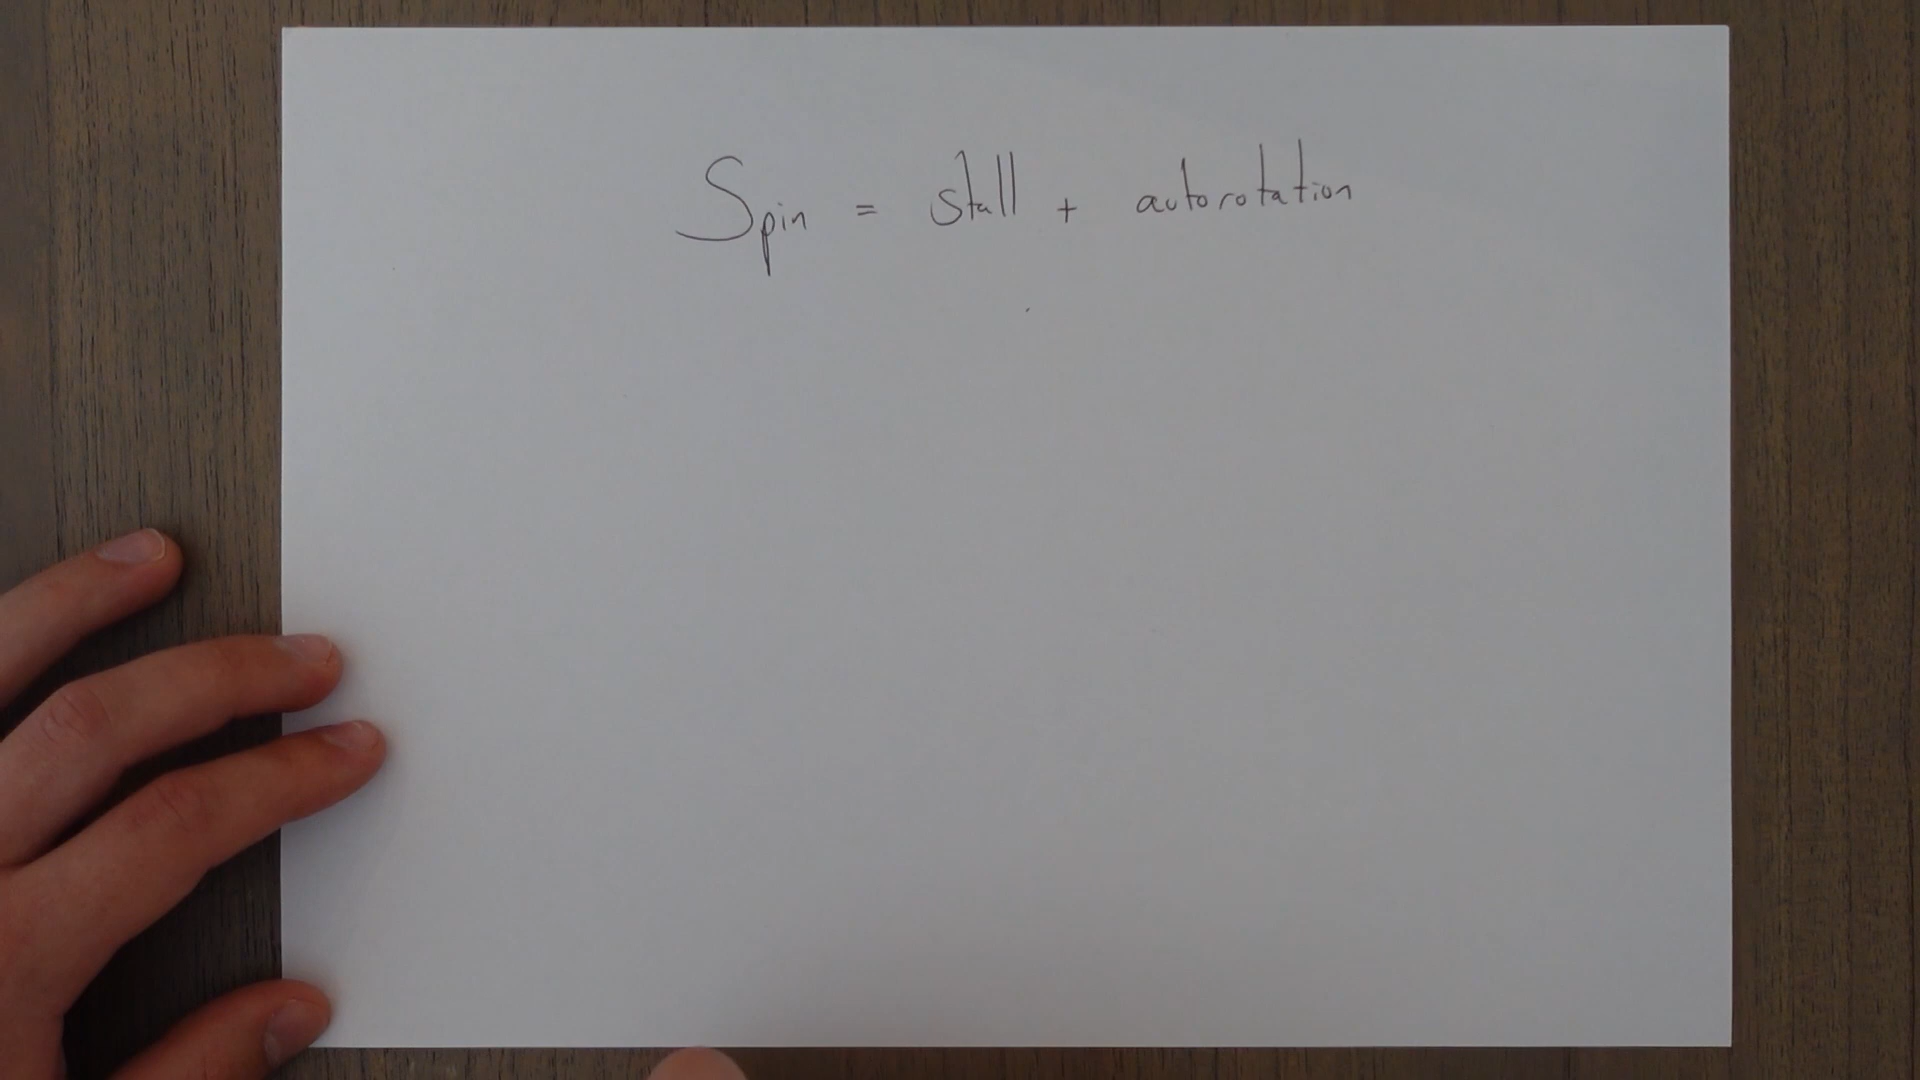 Spin = stall + autorotation